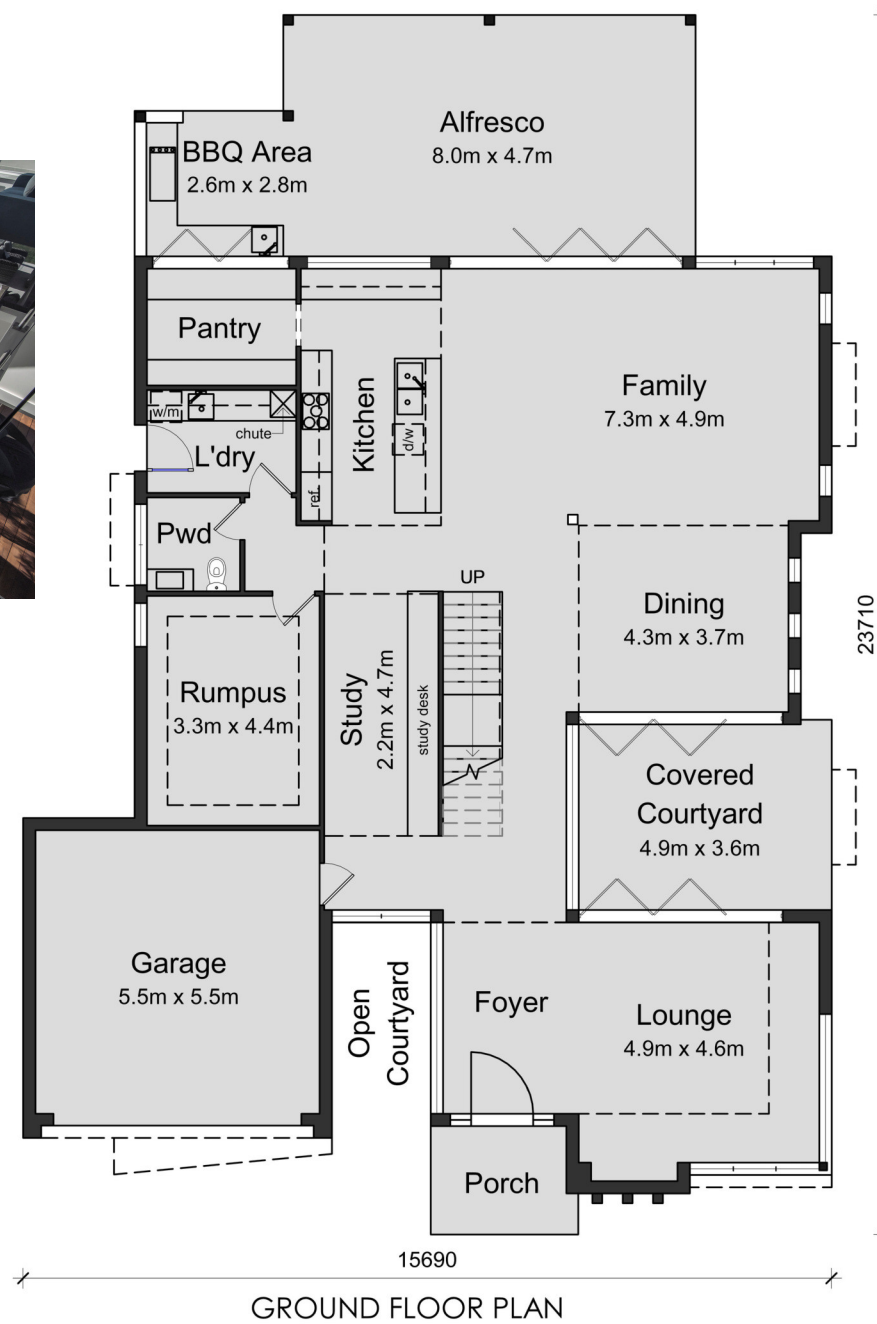 Alfresco
8.0m x 4.7m
BBQ Area
2.6m x 2.8m
Pantry
Kitchen
Family
7.3m x 4.9m
w/m
chute
L'dry
d/w
ref.
Pwd
UP
Dining
4.3m x 3.7m
23710
Rumpus
3.3m x 4.4m
Study
2.2m x 4.7m
study desk
Covered
Courtyard
4.9m x 3.6m
Garage
5.5m x 5.5m
Open
Courtyard
Foyer
Lounge
4.9m x 4.6m
Porch
15690
GROUND FLOOR PLAN